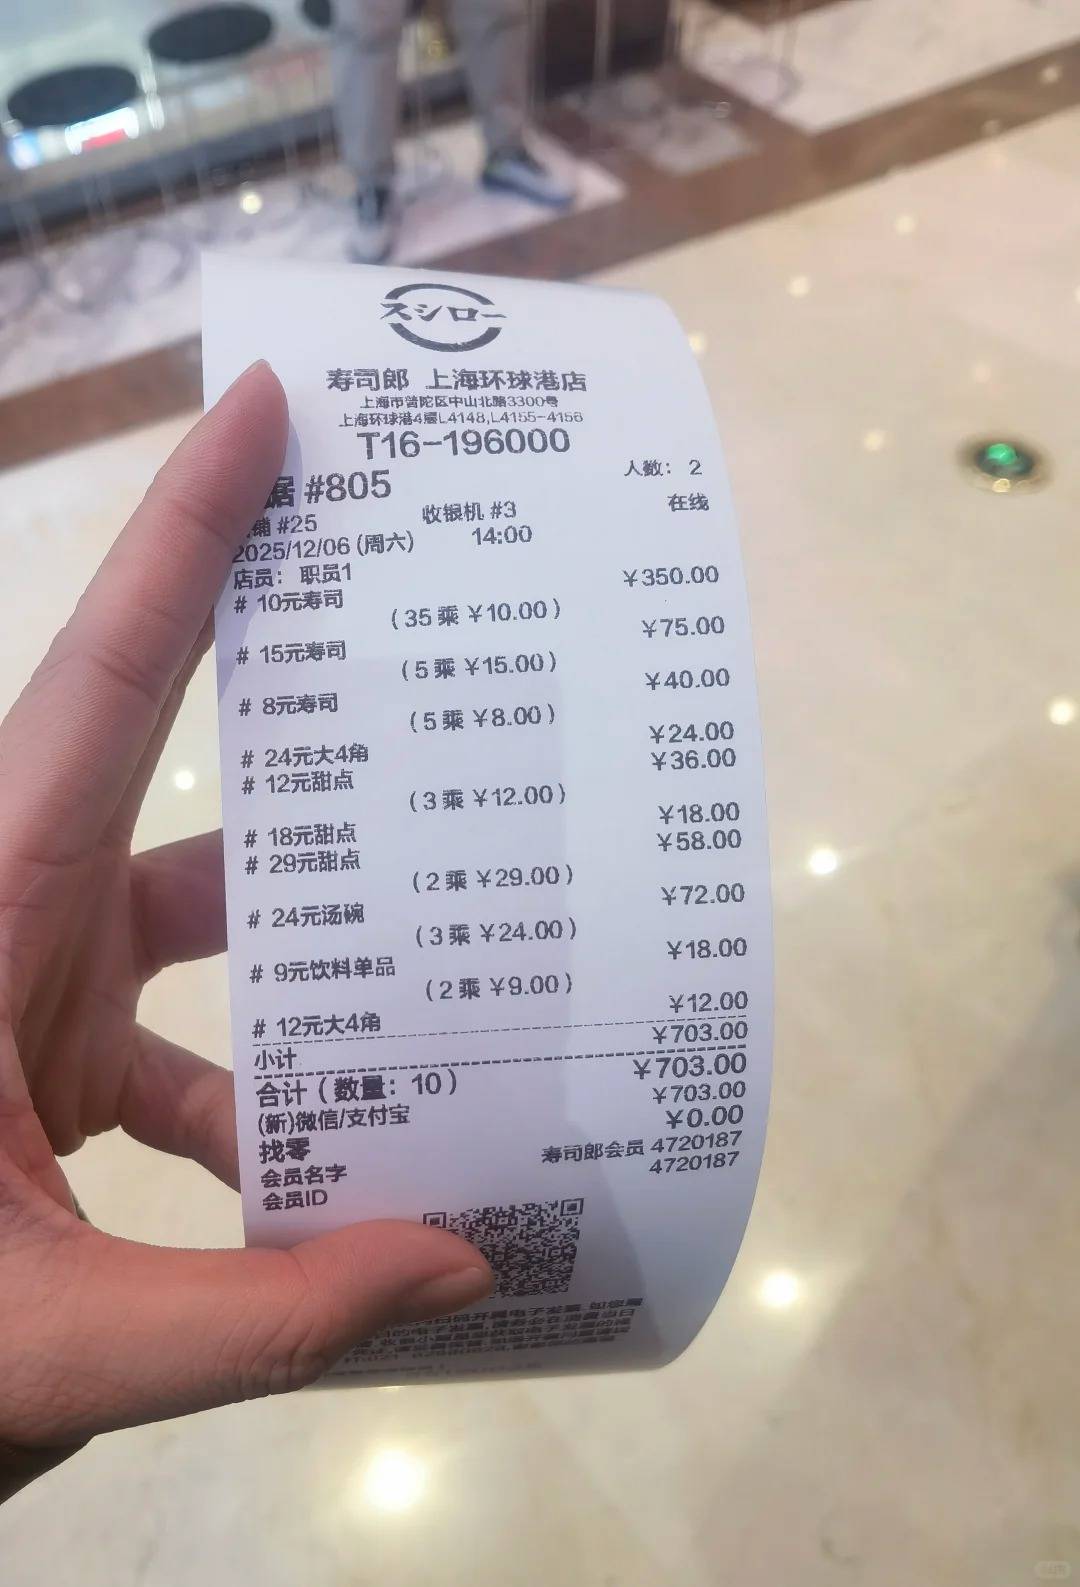 スシロー
寿司郎 上海环球港店
上海市普陀区中山北路3300号
上海环球港4层L4148,L4155-4156
T16-196000
据 #805 人数: 2
铺 #25 收银机 #3 在线
2025/12/06 (周六) 14:00
店员: 职员1
# 10元寿司 ¥350.00
(35 乘 ¥10.00)
# 15元寿司 ¥75.00
(5 乘 ¥15.00)
# 8元寿司 ¥40.00
(5 乘 ¥8.00)
# 24元大4角 ¥24.00
# 12元甜点 ¥36.00
(3 乘 ¥12.00)
# 18元甜点 ¥18.00
# 29元甜点 ¥58.00
(2 乘 ¥29.00)
# 24元汤碗 ¥72.00
(3 乘 ¥24.00)
# 9元饮料单品 ¥18.00
(2 乘 ¥9.00)
# 12元大4角 ¥12.00
小计 ¥703.00
合计 (数量: 10) ¥703.00
(新)微信/支付宝 ¥703.00
找零 ¥0.00
会员名字 寿司郎会员 4720187
会员ID 4720187